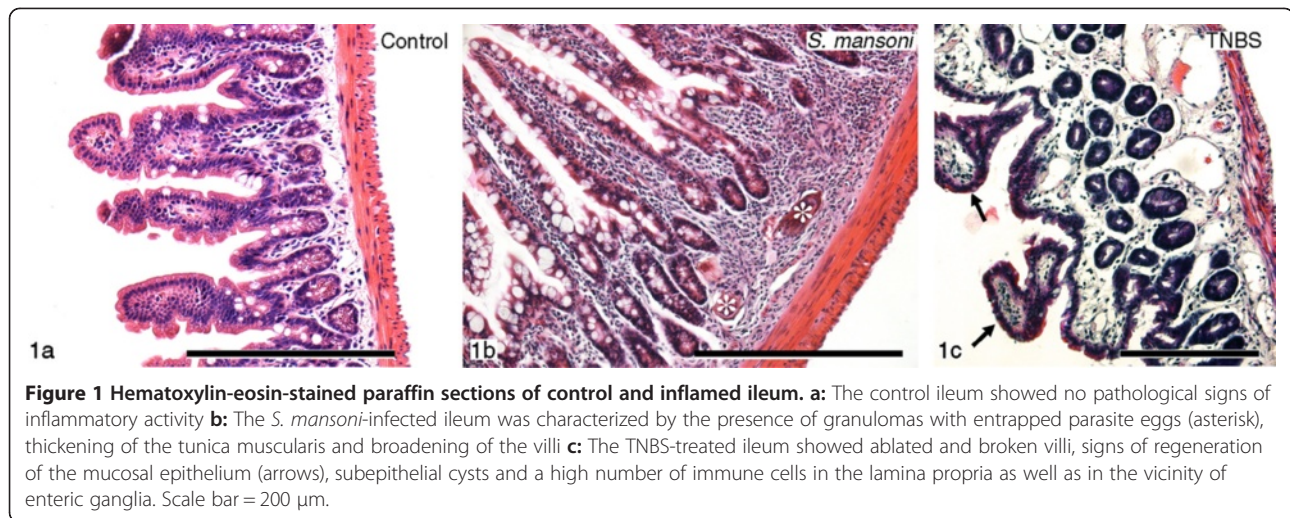 Control
S. mansoni
TNBS
1a
1b
1c
Figure 1 Hematoxylin-eosin-stained paraffin sections of control and inflamed ileum. a: The control ileum showed no pathological signs of
inflammatory activity b: The S. mansoni-infected ileum was characterized by the presence of granulomas with entrapped parasite eggs (asterisk),
thickening of the tunica muscularis and broadening of the villi c: The TNBS-treated ileum showed ablated and broken villi, signs of regeneration
of the mucosal epithelium (arrows), subepithelial cysts and a high number of immune cells in the lamina propria as well as in the vicinity of
enteric ganglia. Scale bar = 200 μm.